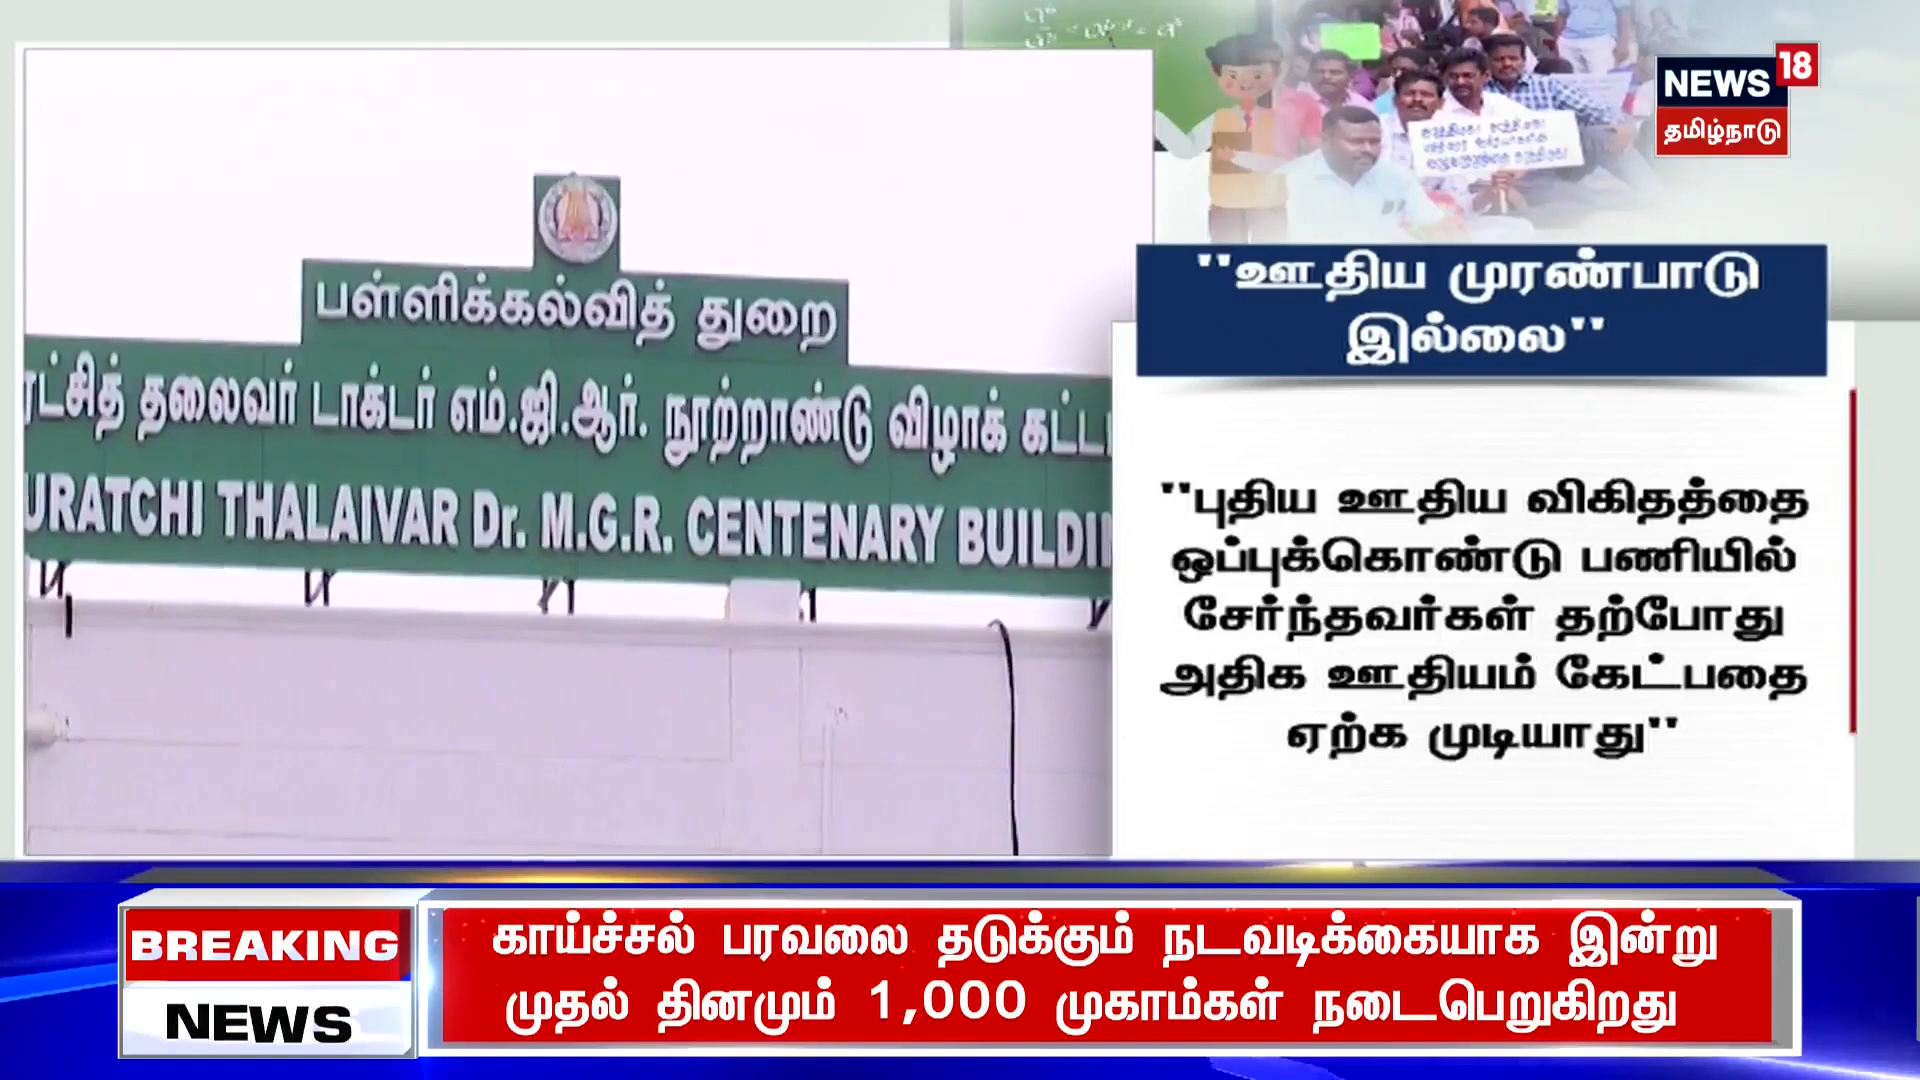 NEWS 18
தமிழ்நாடு
"ஊதிய முரண்பாடு
இல்லை"
"புதிய ஊதிய விகிதத்தை
ஒப்புக்கொண்டு பணியில்
சேர்ந்தவர்கள் தற்போது
அதிக ஊதியம் கேட்பதை
ஏற்க முடியாது"
பள்ளிக்கல்வித் துறை
ரட்சித் தலைவர் டாக்டர் எம்.ஜி.ஆர். நூற்றாண்டு விழாக் கட்ட
URATCHI THALAIVAR Dr. M.G.R. CENTENARY BUILDI
BREAKING
NEWS
காய்ச்சல் பரவலை தடுக்கும் நடவடிக்கையாக இன்று
முதல் தினமும் 1,000 முகாம்கள் நடைபெறுகிறது